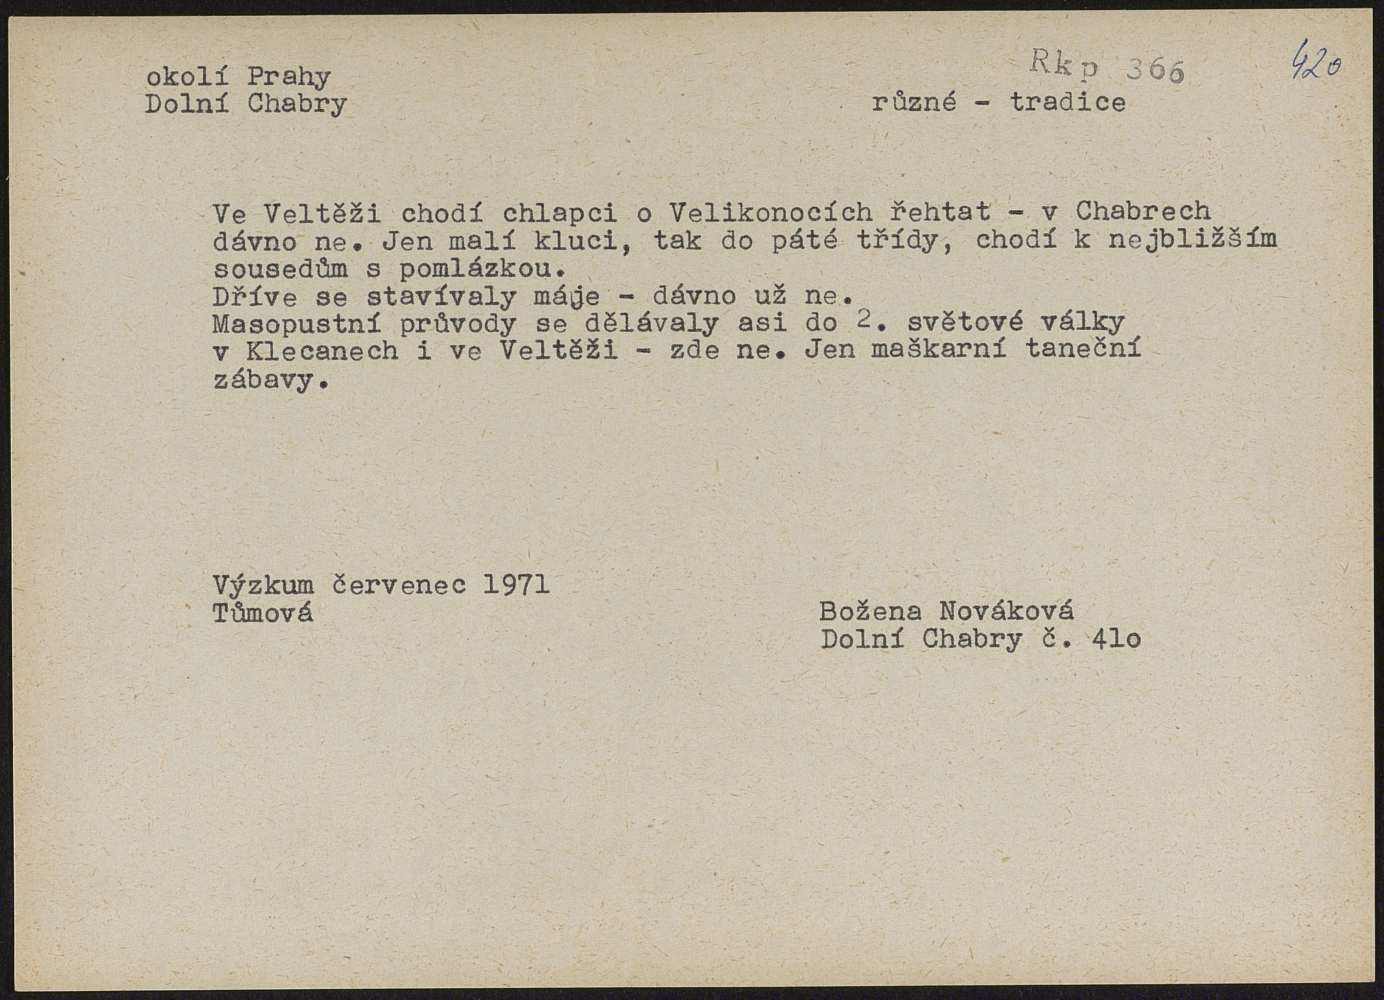 Rkp 366
420
okolí Prahy
Dolní Chabry
různé - tradice
Ve Veltěži chodí chlapci o Velikonocích řehtat - v Chabrech
dávno ne. Jen malí kluci, tak do páté třídy, chodí k nejbližším
sousedům s pomlázkou.
Dříve se stavívaly máje - dávno už ne.
Masopustní průvody se dělávaly asi do 2. světové války
v Klecanech i ve Veltěži - zde ne. Jen maškarní taneční
zábavy.
Výzkum červenec 1971
Tůmová
Božena Nováková
Dolní Chabry č. 41o